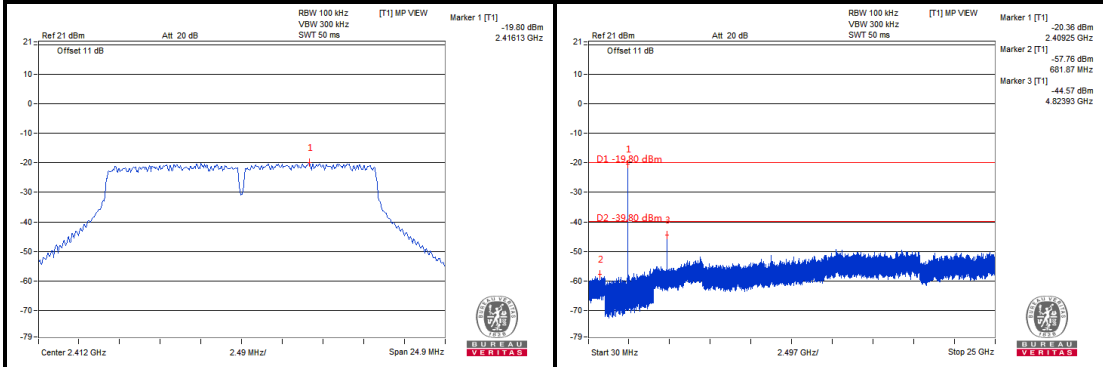 RBW 100 kHz [T1] MP VIEW
VBW 300 kHz
Ref 21 dBm Att 20 dB SWT 50 ms
Marker 1 [T1]
-19.80 dBm
2.41613 GHz
21
Offset 11 dB
10
0
-10
-20
-30
-40
-50
-60
-70
-79
1
Center 2.412 GHz 2.49 MHz/ Span 24.9 MHz
1828
BUREAU
VERITAS
RBW 100 kHz [T1] MP VIEW
VBW 300 kHz
Ref 21 dBm Att 20 dB SWT 50 ms
Marker 1 [T1]
-20.36 dBm
2.40925 GHz
Marker 2 [T1]
-57.76 dBm
681.87 MHz
Marker 3 [T1]
-44.57 dBm
4.82393 GHz
21
Offset 11 dB
10
0
-10
-20
-30
-40
-50
-60
-70
-79
1
D1 -19.80 dBm
D2 -39.80 dBm
3
2
Start 30 MHz 2.497 GHz/ Stop 25 GHz
1828
BUREAU
VERITAS